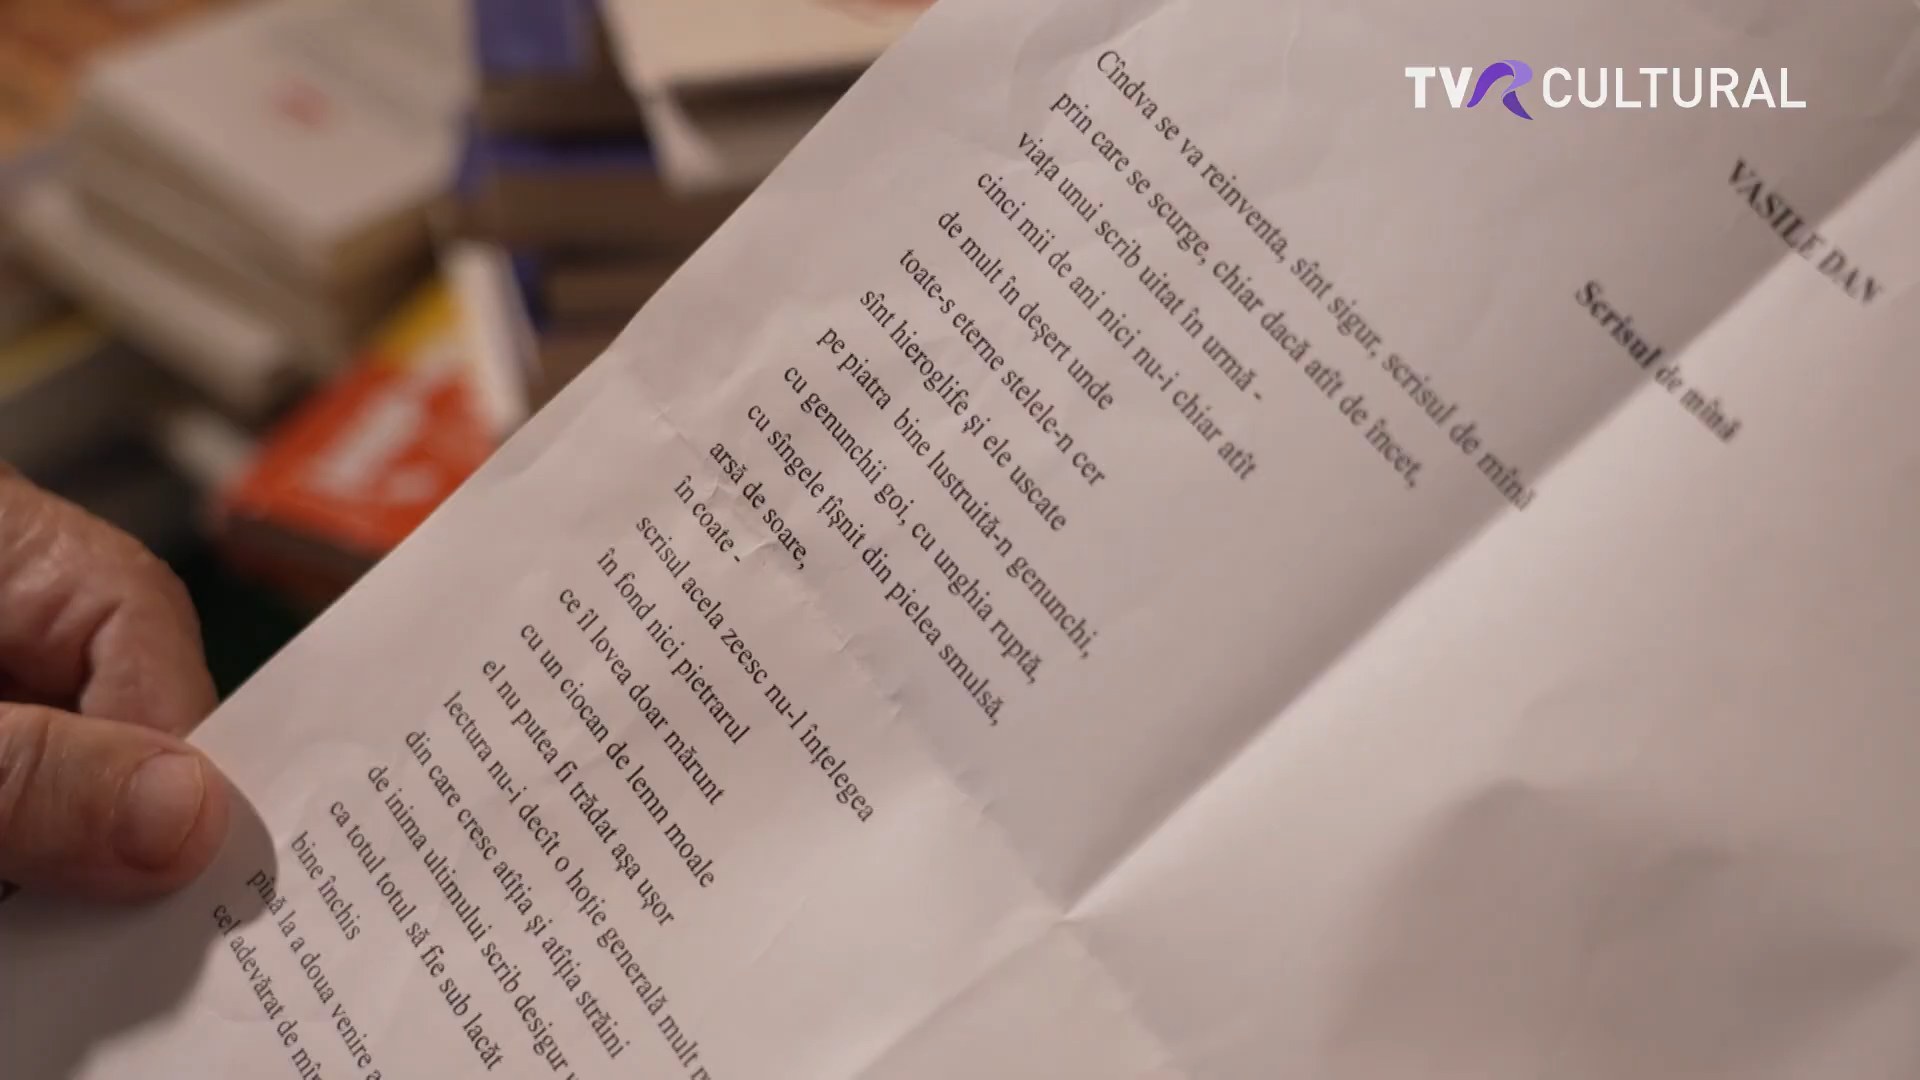 TVR CULTURAL
VASILE DAN
Scrisul de mînă
Cîndva se va reinventa, sînt sigur, scrisul de mînă
prin care se scurge, chiar dacă atît de încet,
viața unui scrib uitat în urmă -
cinci mii de ani nici nu-i chiar atît
de mult în deșert unde
toate-s eterne stelele-n cer
sînt hieroglife și ele uscate
pe piatra bine lustruită-n genunchi,
cu genunchii goi, cu unghia ruptă,
cu sîngele țîșnit din pielea smulsă,
arsă de soare,
în coate -
scrisul acela zeesc nu-l înțelegea
în fond nici pietrarul
ce îl lovea doar mărunt
cu un ciocan de lemn moale
el nu putea fi trădat așa ușor
lectura nu-i decît o hoție generală mult
din care cresc atîția și atîția străini
de inima ultimului scrib desigur
ca totul totul să fie sub lacăt
bine închis
pînă la a doua venire
cel adevărat de